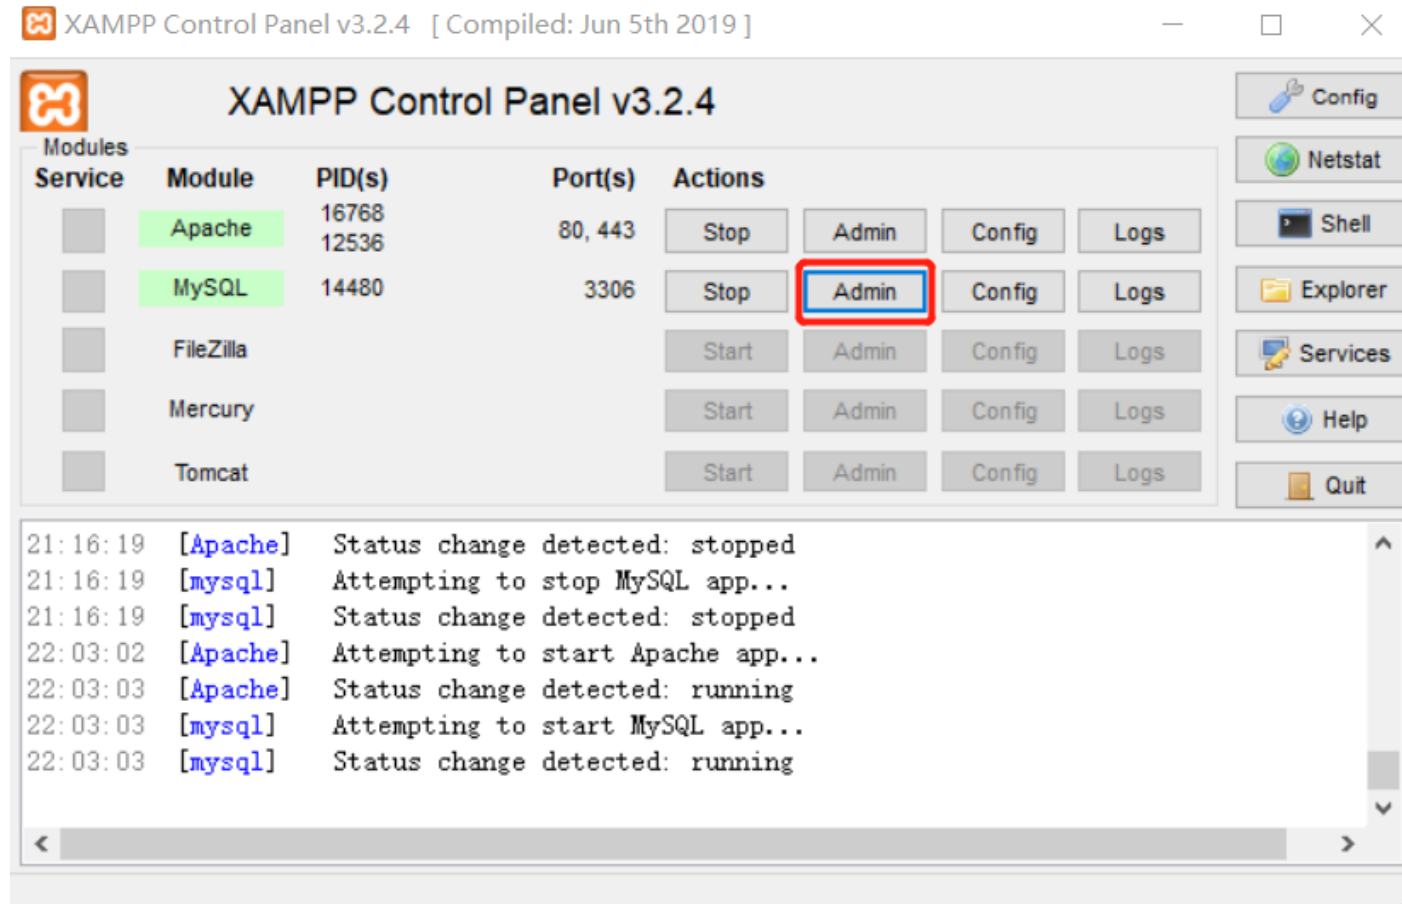 XAMPP Control Panel v3.2.4 [ Compiled: Jun 5th 2019 ]
XAMPP Control Panel v3.2.4
Config
Modules
Service Module PID(s) Port(s) Actions
Netstat
Apache 16768 12536 80, 443 Stop Admin Config Logs
Shell
MySQL 14480 3306 Stop Admin Config Logs
Explorer
FileZilla Start Admin Config Logs
Services
Mercury Start Admin Config Logs
Help
Tomcat Start Admin Config Logs
Quit
21:16:19 [Apache] Status change detected: stopped
21:16:19 [mysql] Attempting to stop MySQL app...
21:16:19 [mysql] Status change detected: stopped
22:03:02 [Apache] Attempting to start Apache app...
22:03:03 [Apache] Status change detected: running
22:03:03 [mysql] Attempting to start MySQL app...
22:03:03 [mysql] Status change detected: running